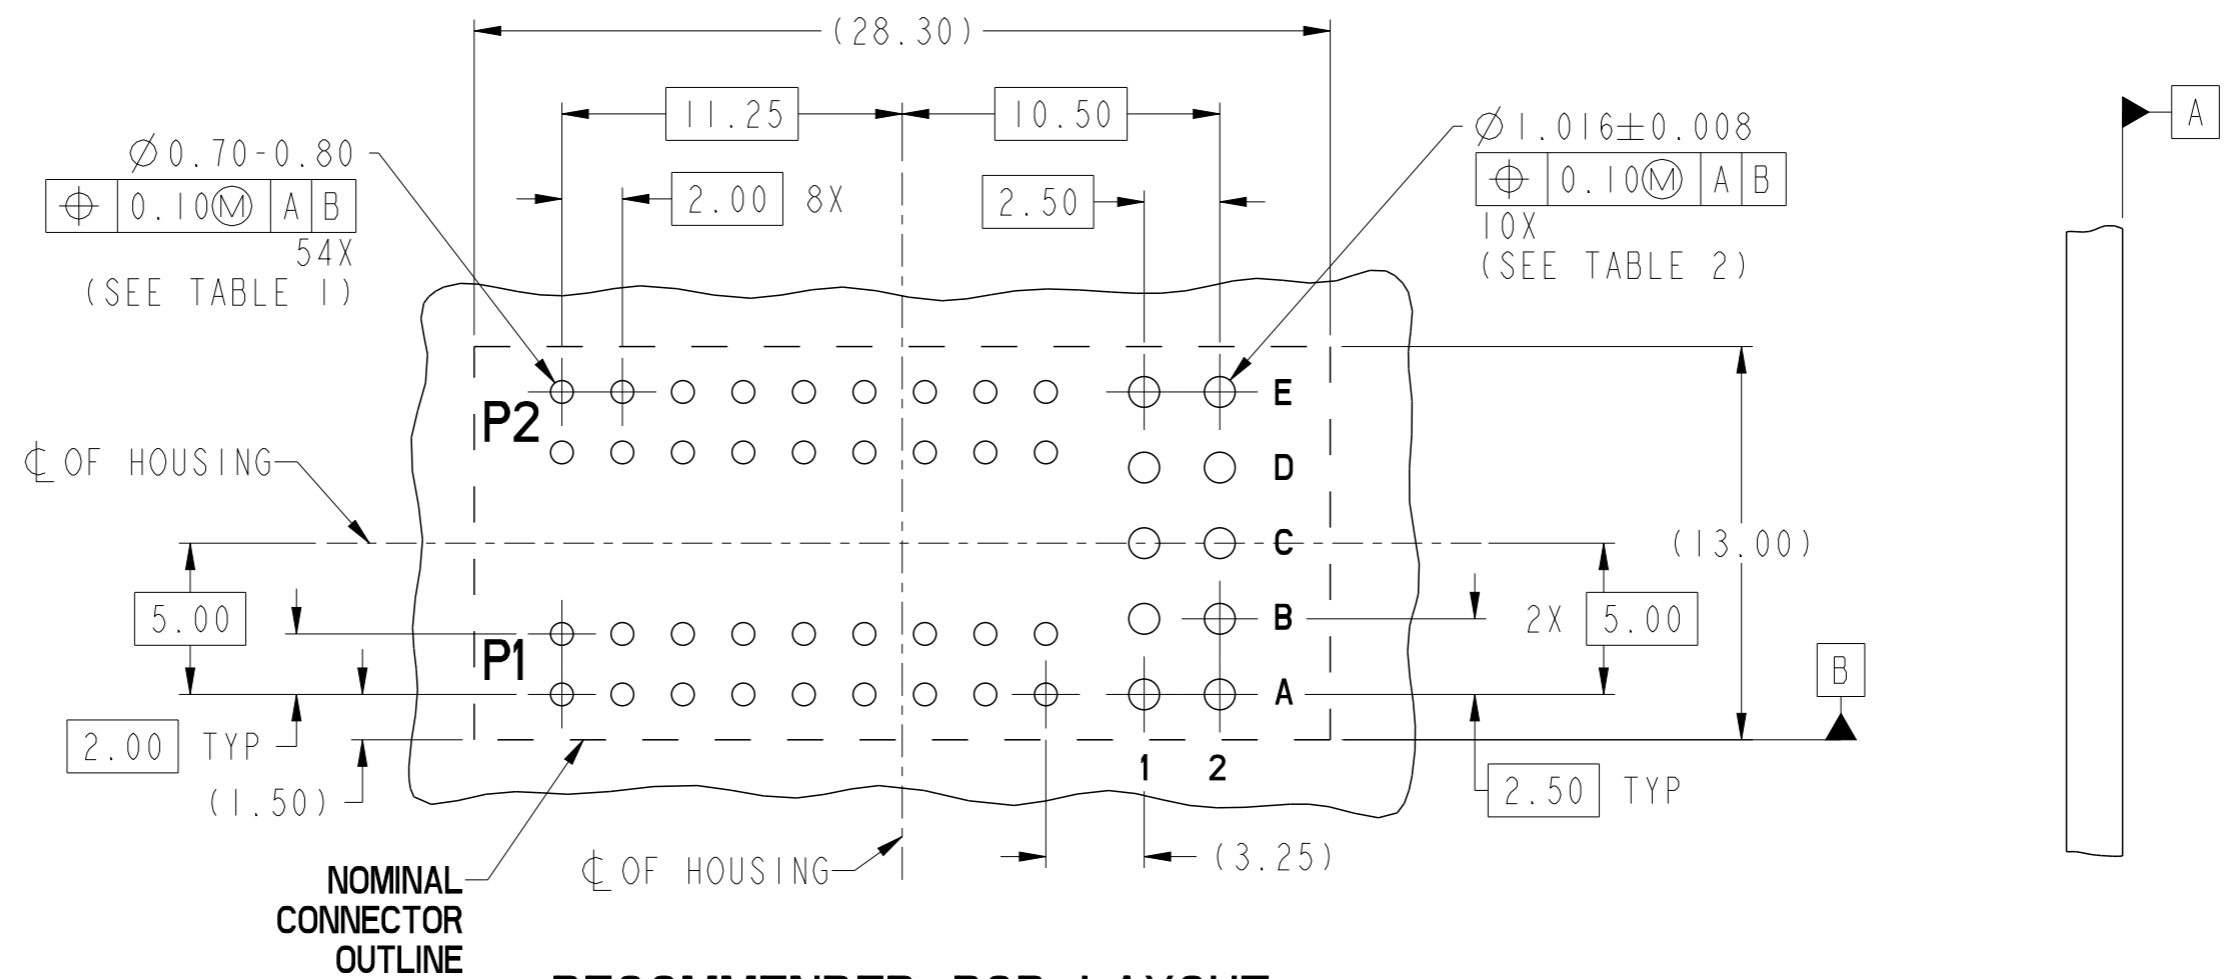 (28.30)
11.25
10.50
A
Ø0.70-0.80
Ø1.016±0.008
⌖ 0.10Ⓜ A B
2.00 8X
2.50
⌖ 0.10Ⓜ A B
54X
10X
(SEE TABLE 1)
(SEE TABLE 2)
P2
E
℄ OF HOUSING
D
C
(13.00)
5.00
B
2X 5.00
P1
A
B
2.00 TYP
1 2
2.50 TYP
(1.50)
℄ OF HOUSING
(3.25)
NOMINAL
CONNECTOR
OUTLINE
RECOMMENDED PCB LAYOUT